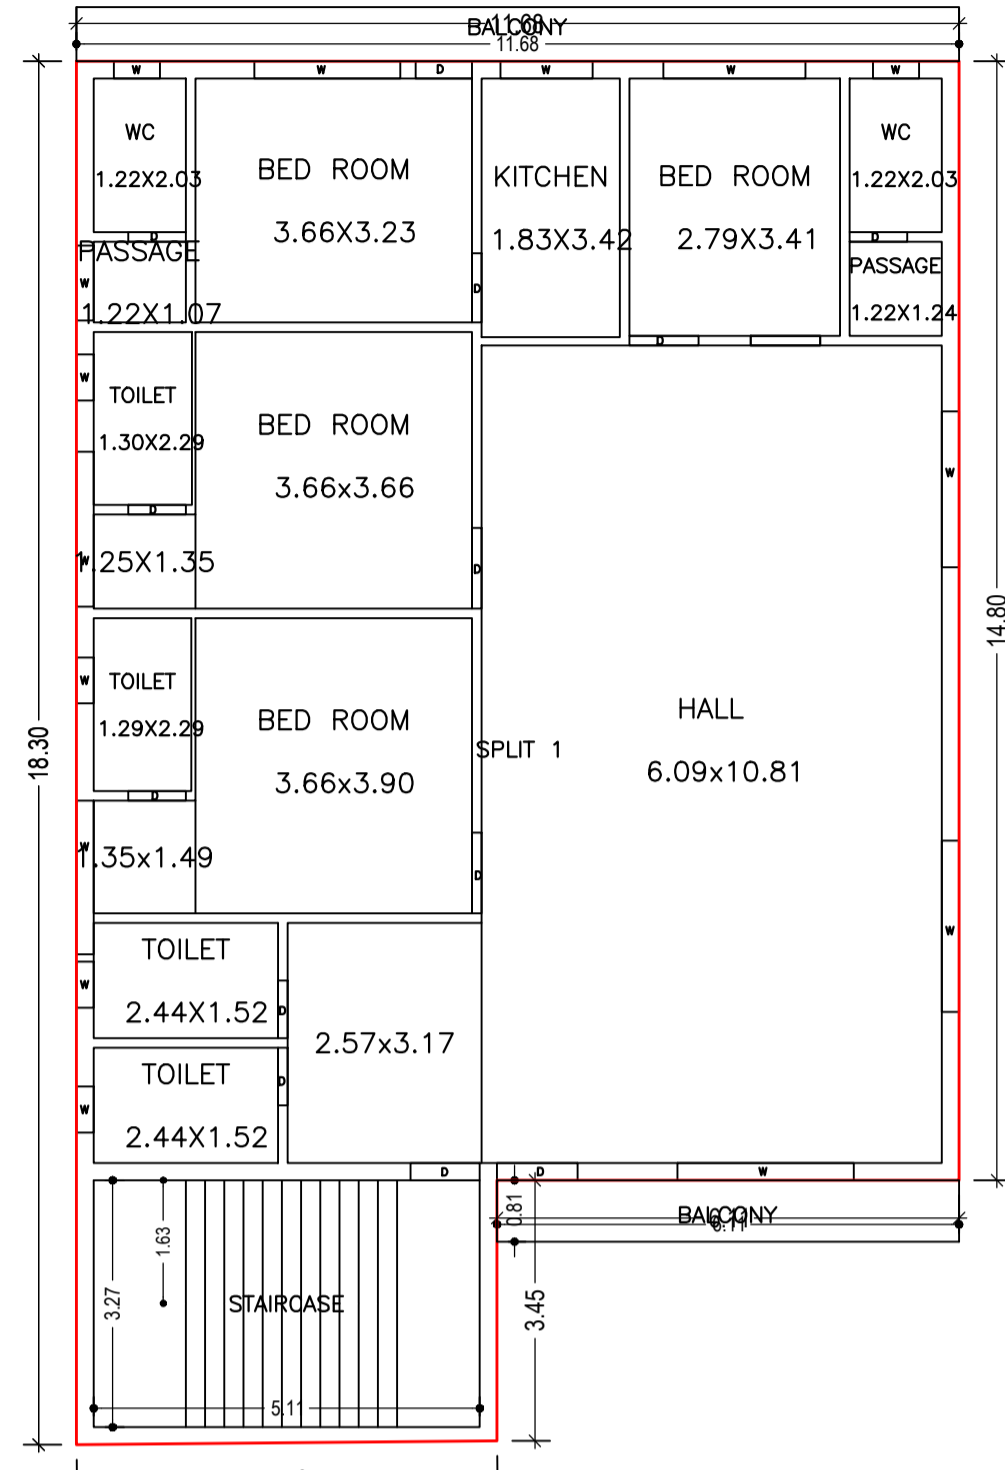 BALCONY
11.68
11.68
W
W
D
W
W
W
WC
1.22X2.03
BED ROOM
3.66X3.23
KITCHEN
1.83X3.42
BED ROOM
2.79X3.41
WC
1.22X2.03
D
D
PASSAGE
1.22X1.07
W
D
PASSAGE
1.22X1.24
D
W
TOILET
1.30X2.29
BED ROOM
3.66x3.66
W
D
1.25X1.35
W
D
14.80
18.30
W
TOILET
1.29X2.29
BED ROOM
3.66x3.90
SPLIT 1
HALL
6.09x10.81
D
1.35x1.49
W
D
W
TOILET
2.44X1.52
W
D
2.57x3.17
TOILET
2.44X1.52
W
D
D
D
W
0.81
BALCONY
6.11
1.63
3.27
STAIRCASE
3.45
5.11